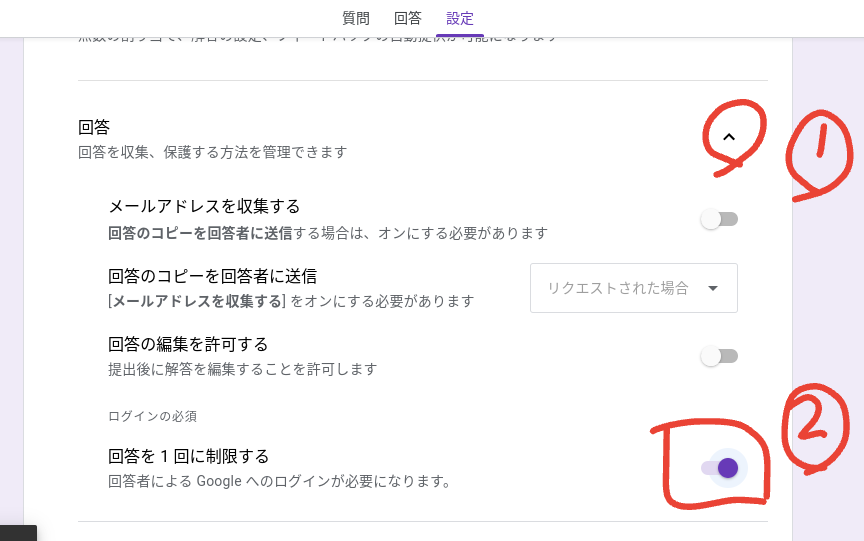 質問 回答 設定
回答
回答を収集、保護する方法を管理できます
①
メールアドレスを収集する
回答のコピーを回答者に送信する場合は、オンにする必要があります
回答のコピーを回答者に送信
リクエストされた場合
[メールアドレスを収集する] をオンにする必要があります
回答の編集を許可する
提出後に解答を編集することを許可します
ログインの必須
②
回答を 1 回に制限する
回答者による Google へのログインが必要になります。